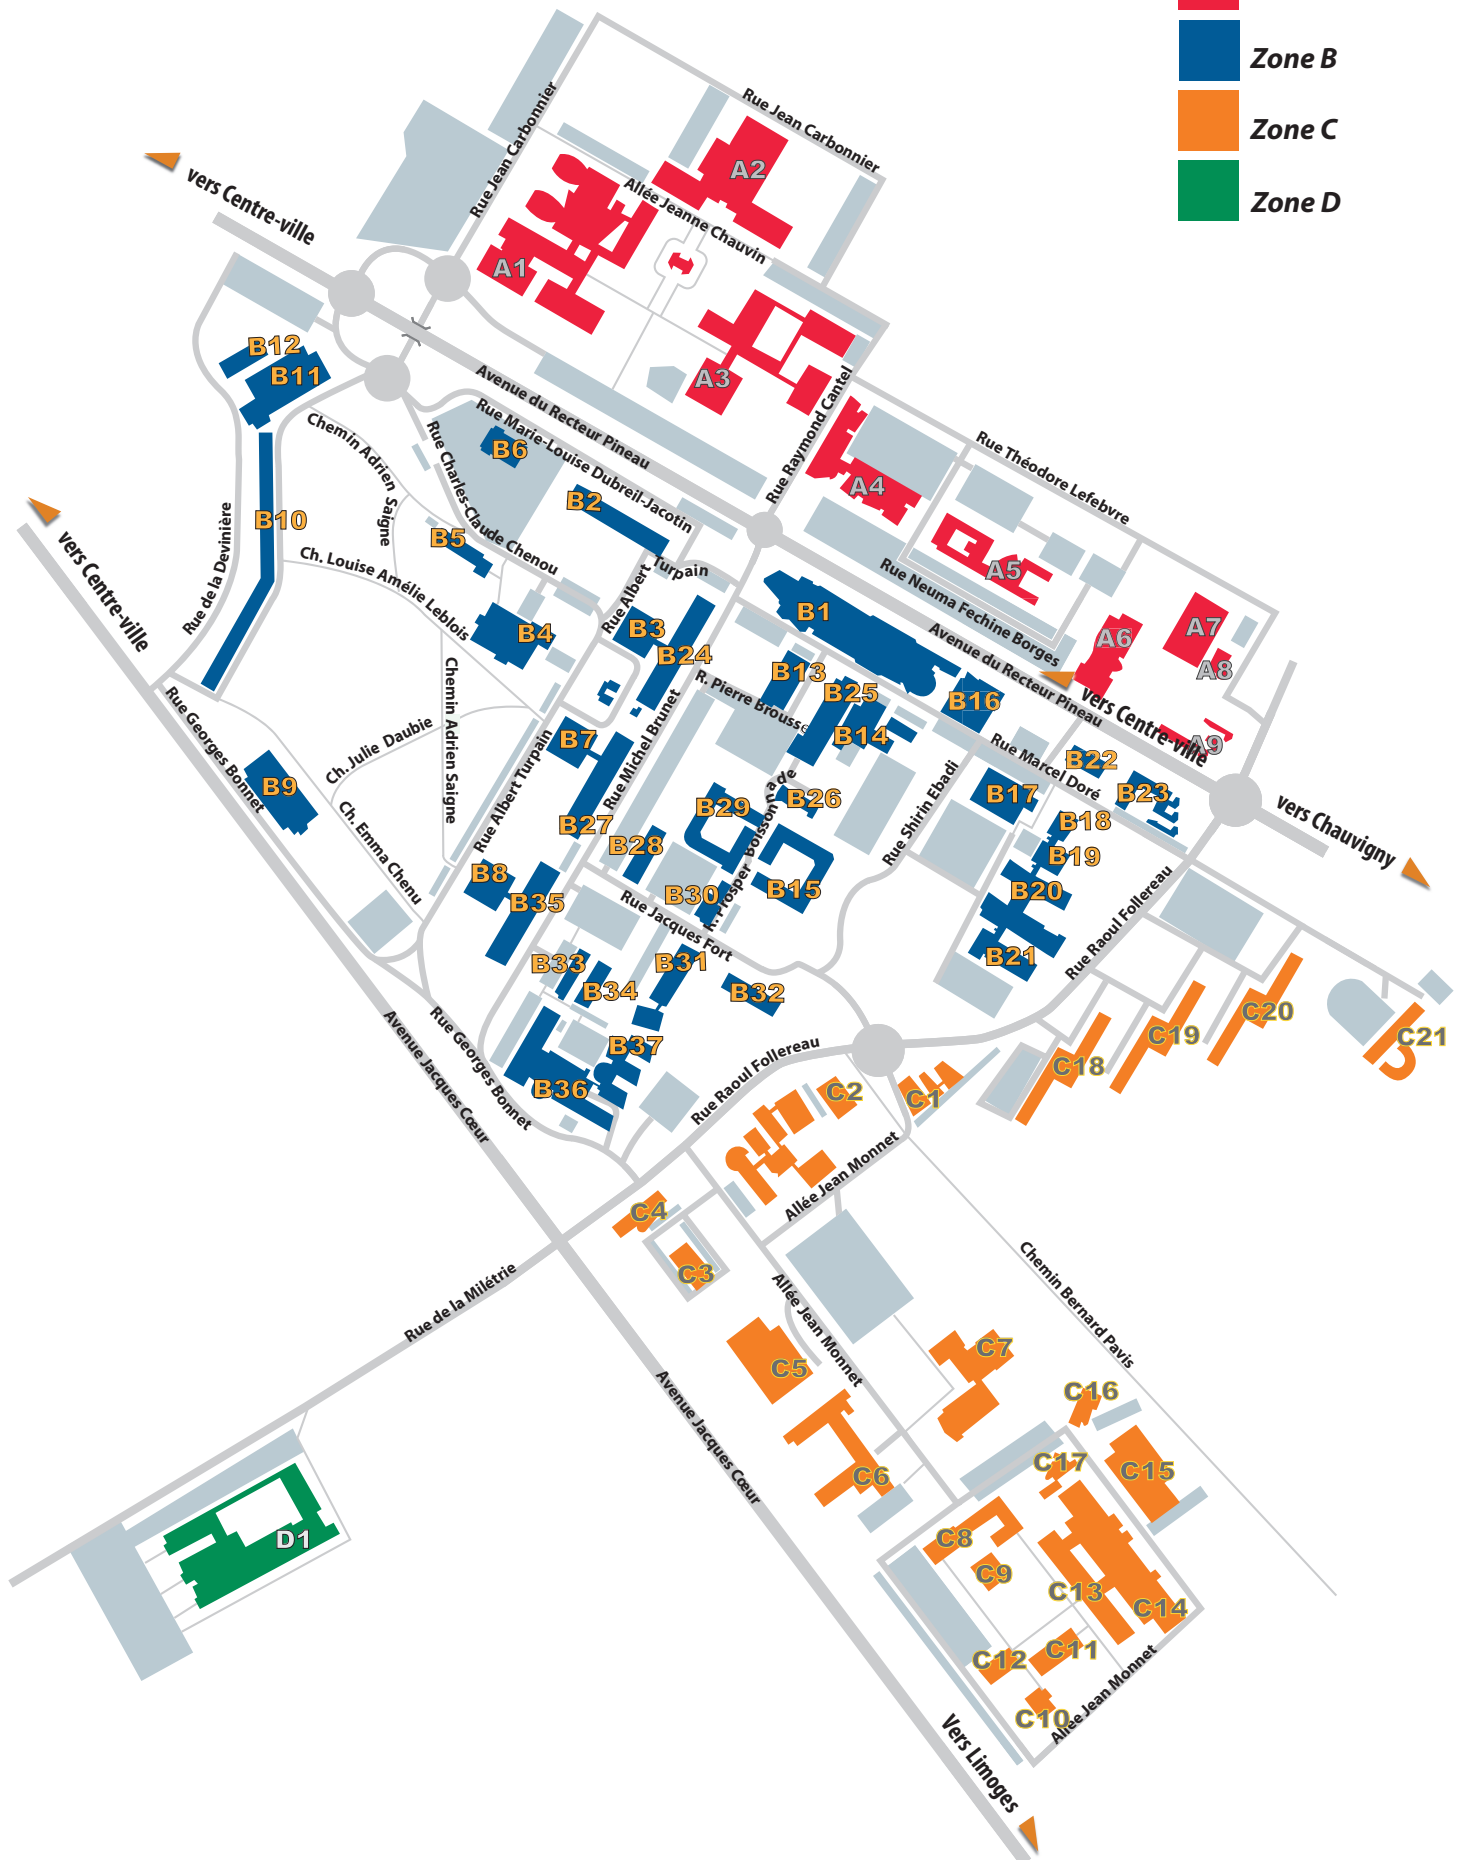 Zone B
Zone C
Zone D
Rue Jean Carbonnier
Rue Jean Carbonnier
A2
vers Centre-ville
Allée Jeanne Chauvin
A1
B12
B11
A3
Avenue du Recteur Pineau
Rue Raymond Cantel
Rue Marie-Louise Dubreil-Jacotin
Chemin Adrien Saigne
Rue Charles-Claude Chenou
B6
Rue Théodore Lefebvre
A4
B2
B10
B5
vers Centre-ville
Rue de la Devinière
Ch. Louise Amélie Leblois
Turpain
Rue Albert
A5
Rue Neuma Fechine Borges
B1
B3
B4
A6
A7
B24
A8
Avenue du Recteur Pineau
B13
B25
R. Pierre Brousse
B16
vers Centre-ville
Chemin Adrien Saigne
Ch. Julie Daubie
B7
B14
A9
Rue Marcel Doré
B22
Rue Georges Bonnet
B9
Rue Michel Brunet
Rue Albert Turpain
B29
B26
B17
B23
Rue Shirin Ebadi
vers Chauvigny
B27
B18
B28
B19
Ch. Emma Chenu
R. Prosper Boissonnade
B8
B35
B30
B15
B20
Rue Jacques Fort
Rue Raoul Follereau
B33
B31
B21
B34
B32
C20
C19
C21
Rue Georges Bonnet
Avenue Jacques Cœur
B37
B36
Rue Raoul Follereau
C18
C2
C1
Allée Jean Monnet
C4
C3
Rue de la Milétrie
Chemin Bernard Pavis
Allée Jean Monnet
C7
C5
C16
Avenue Jacques Cœur
C6
C17
C15
D1
C8
C9
C13
C14
C11
C12
C10
Allée Jean Monnet
Vers Limoges